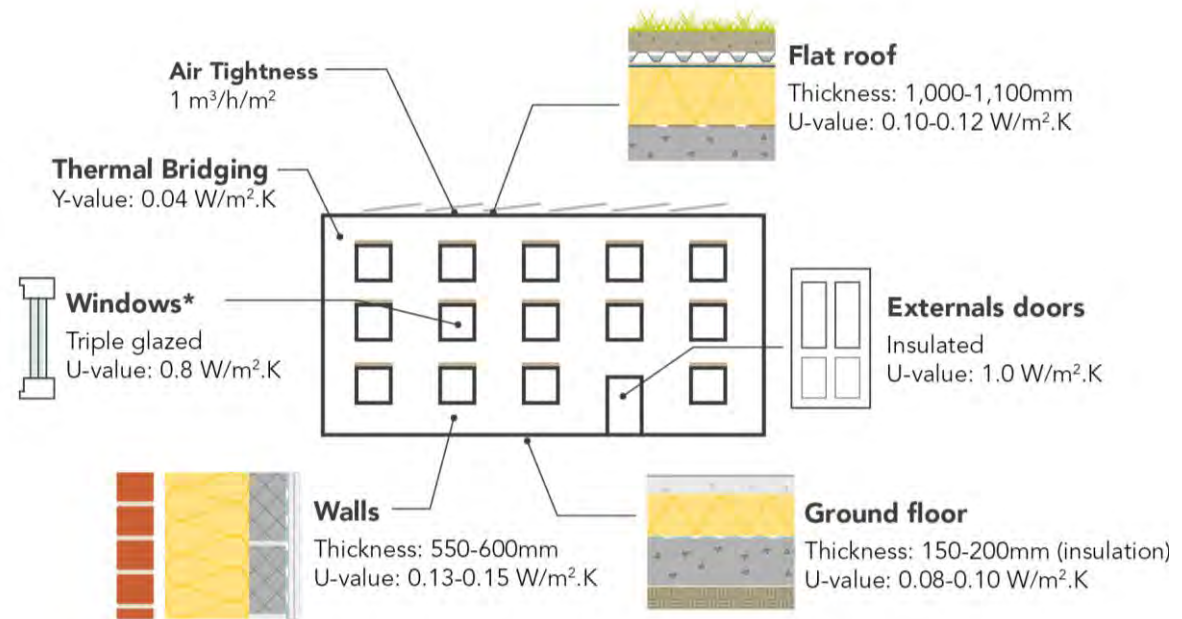 Air Tightness
1 m³/h/m²
Flat roof
Thickness: 1,000-1,100mm
U-value: 0.10-0.12 W/m².K
Thermal Bridging
Y-value: 0.04 W/m².K
Windows*
Triple glazed
U-value: 0.8 W/m².K
Externals doors
Insulated
U-value: 1.0 W/m².K
Walls
Thickness: 550-600mm
U-value: 0.13-0.15 W/m².K
Ground floor
Thickness: 150-200mm (insulation)
U-value: 0.08-0.10 W/m².K